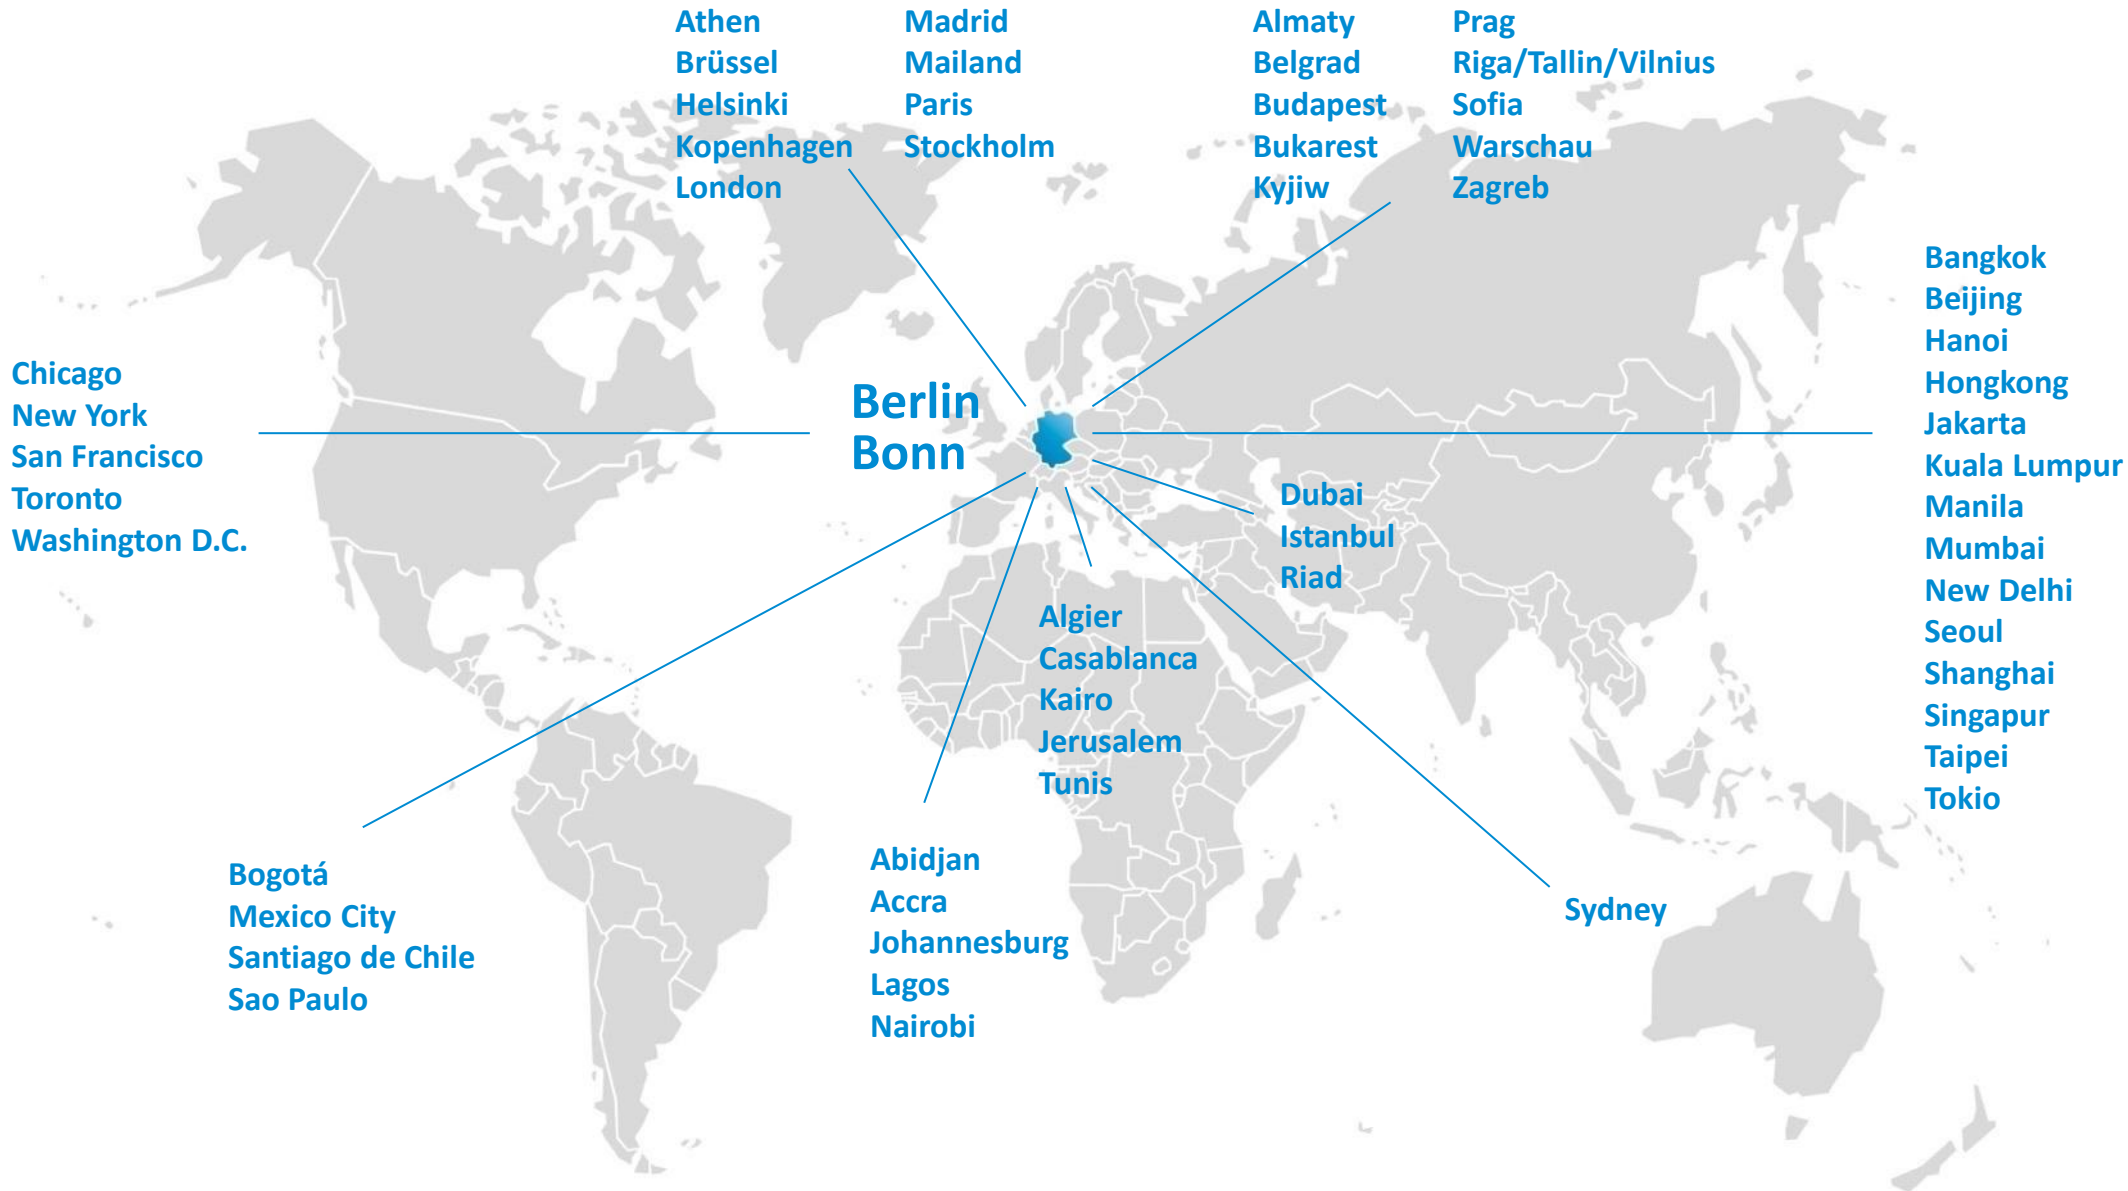 Athen
Brüssel
Helsinki
Kopenhagen
London
Madrid
Mailand
Paris
Stockholm
Almaty
Belgrad
Budapest
Bukarest
Kyjiw
Prag
Riga/Tallin/Vilnius
Sofia
Warschau
Zagreb
Chicago
New York
San Francisco
Toronto
Washington D.C.
Berlin
Bonn
Bangkok
Beijing
Hanoi
Hongkong
Jakarta
Kuala Lumpur
Manila
Mumbai
New Delhi
Seoul
Shanghai
Singapur
Taipei
Tokio
Dubai
Istanbul
Riad
Algier
Casablanca
Kairo
Jerusalem
Tunis
Bogotá
Mexico City
Santiago de Chile
Sao Paulo
Abidjan
Accra
Johannesburg
Lagos
Nairobi
Sydney